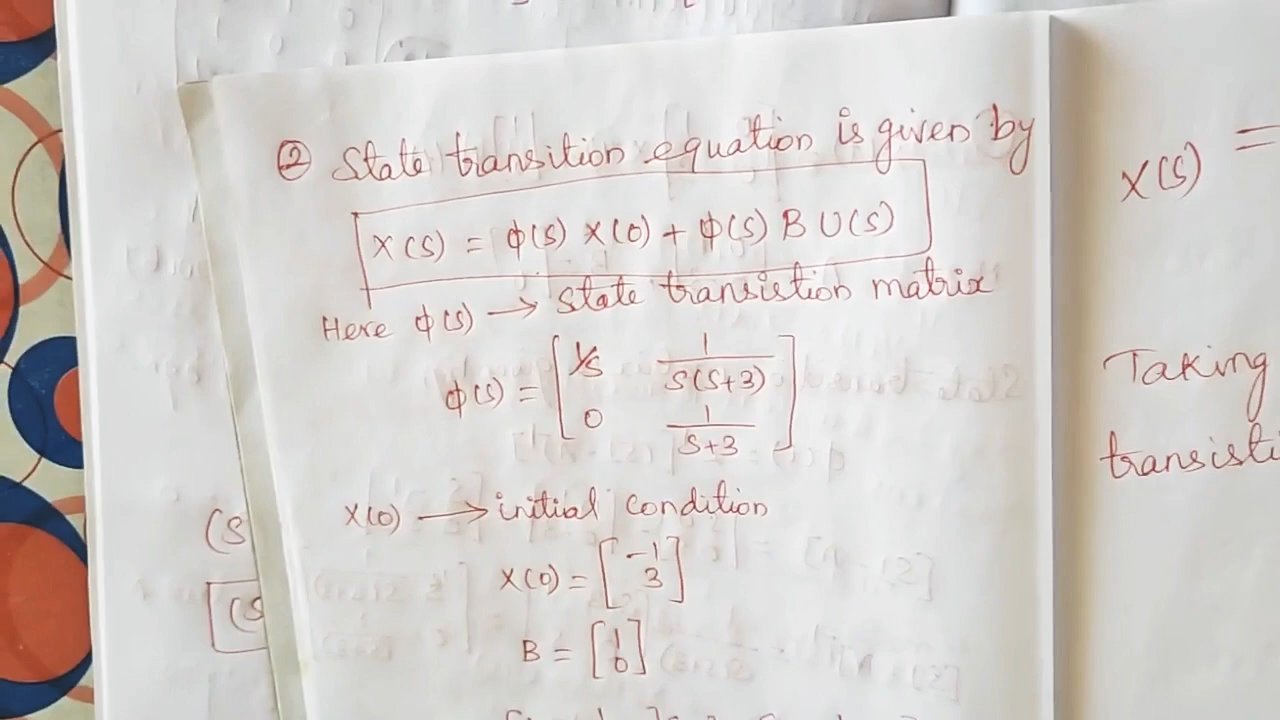 ② State transition equation is given by
X(s) = φ(s) X(0) + φ(s) B U(s)
Here φ(s) → State transistion matrix
φ(s) = [ 1/s 1/s(s+3)
0 1/s+3 ]
X(0) → initial condition
X(0) = [ -1
3 ]
B = [ 1
0 ]
(s
(s
X(s) =
Taking
transisti